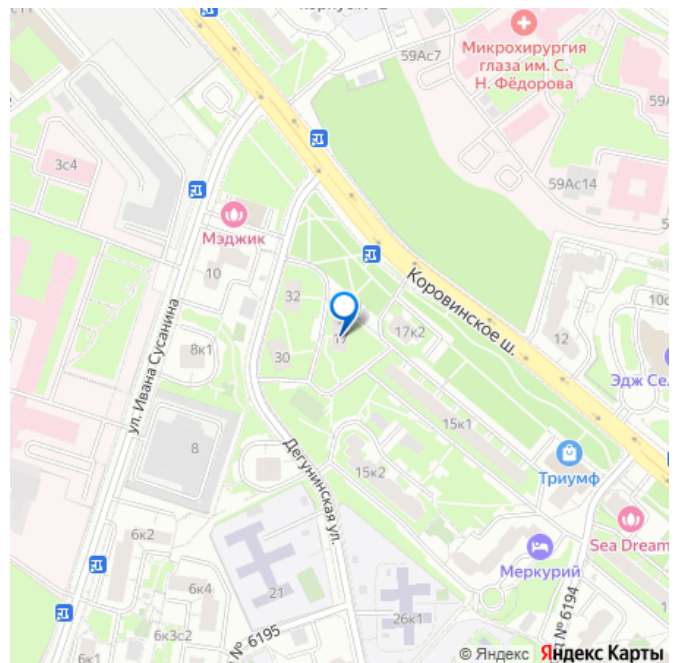 59Ас7
Микрохирургия
глаза им. С.
Н. Фёдорова
3с4
59Ас14
Мэджик
10
32
Коровинское ш.
17
17к2
12
ул. Ивана Сусанина
8к1
30
Эдж Се
15к1
8
Дегунинская ул.
15к2
Триумф
Sea Dream
6к2
Меркурий
6к4
21
26к1
№ 6194
6к3с2
№ 6195
6к1
© Яндекс Яндекс Карты